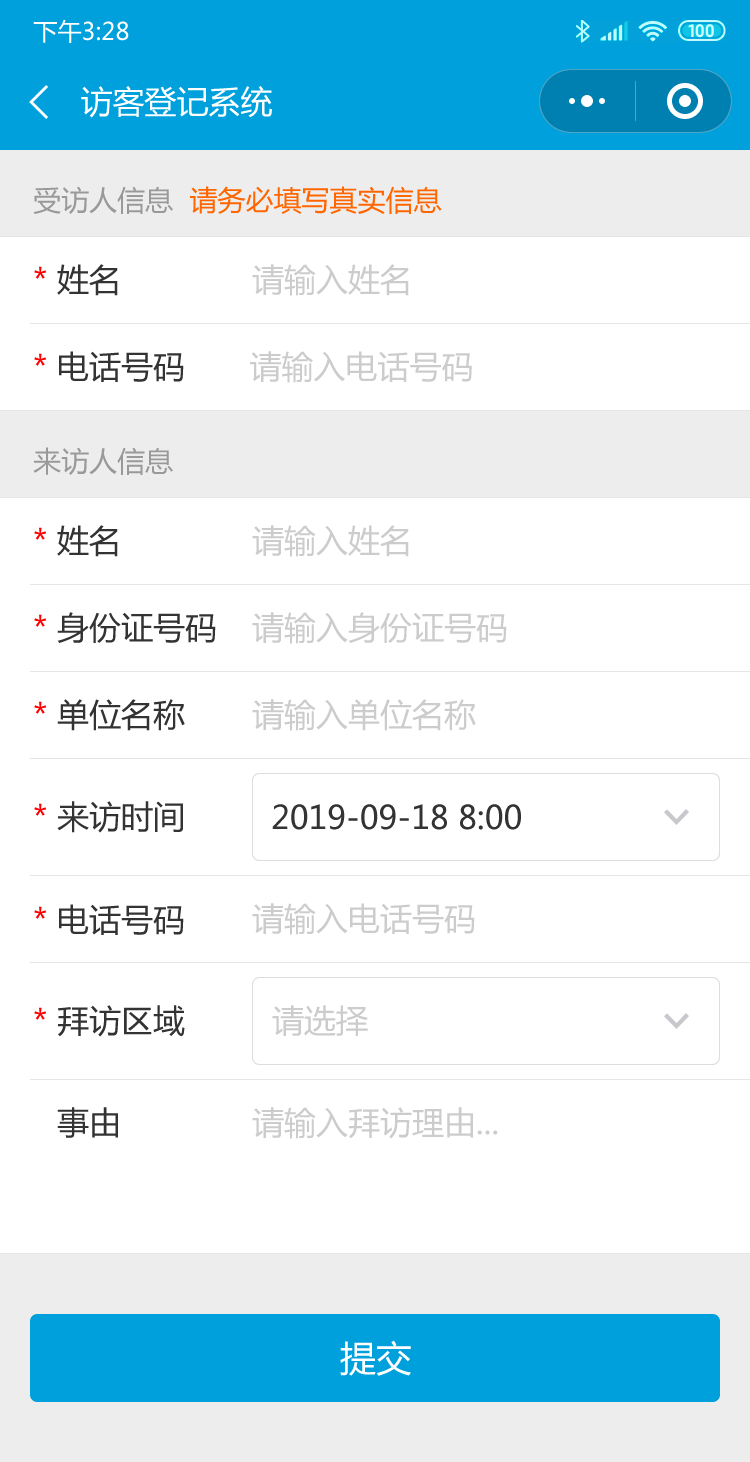 下午3:28 100
访客登记系统
受访人信息 请务必填写真实信息
* 姓名 请输入姓名
* 电话号码 请输入电话号码
来访人信息
* 姓名 请输入姓名
* 身份证号码 请输入身份证号码
* 单位名称 请输入单位名称
* 来访时间 2019-09-18 8:00
* 电话号码 请输入电话号码
* 拜访区域 请选择
事由 请输入拜访理由...
提交